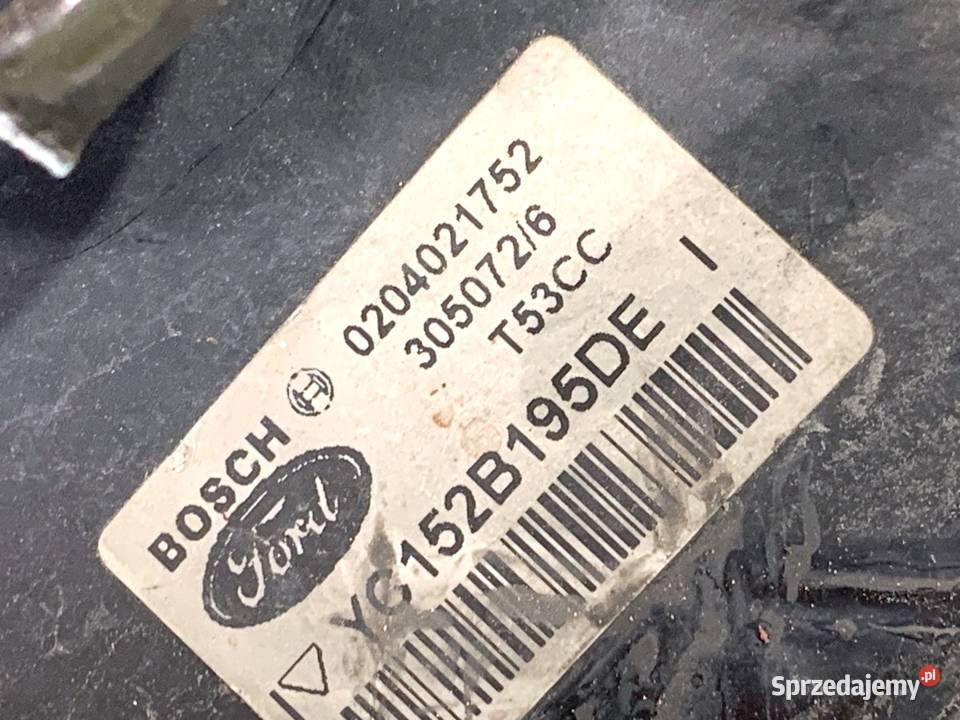 BOSCH
0204021752
305072/6
T53CC
Ford
YC152B195DE I
Sprzedajemy.pl